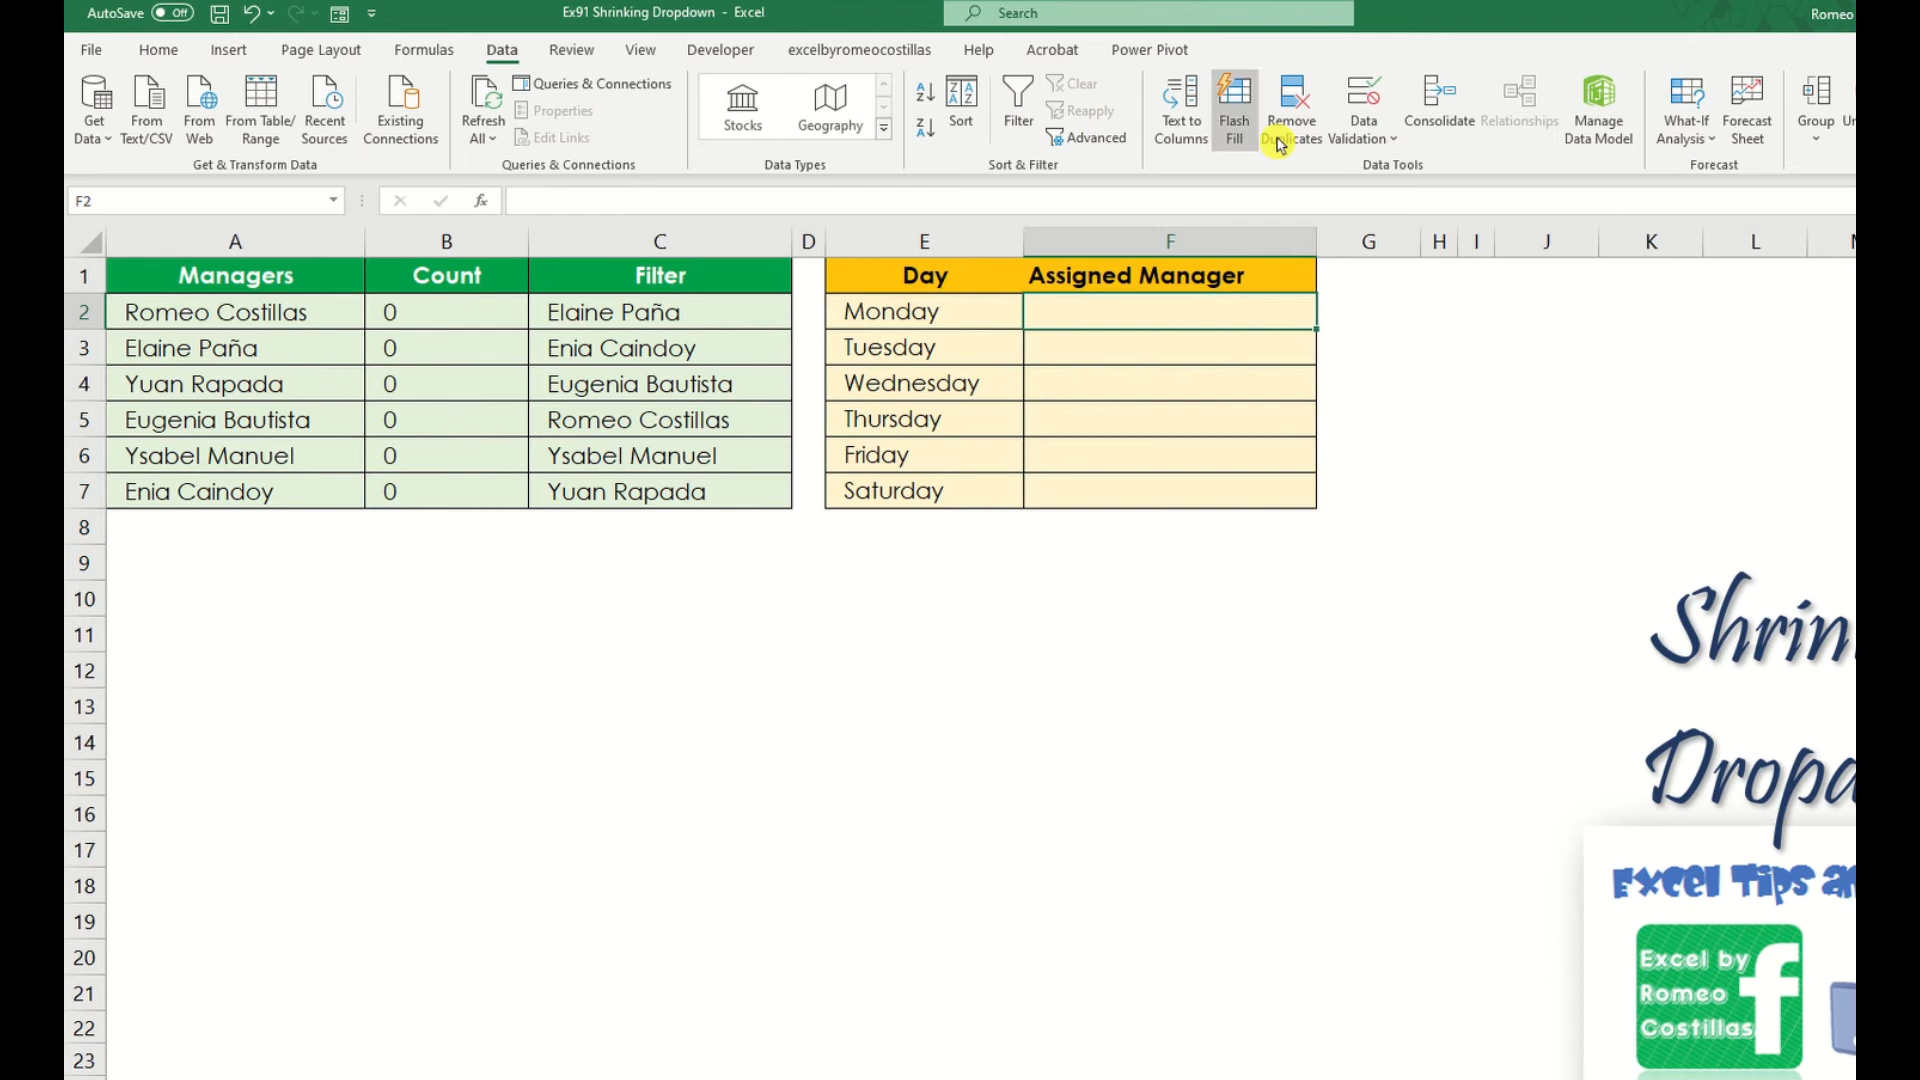 AutoSave Off Ex91 Shrinking Dropdown - Excel Search Romeo
File Home Insert Page Layout Formulas Data Review View Developer excelbyromeocostillas Help Acrobat Power Pivot
Get Data From Text/CSV From Web From Table/ Range Recent Sources Existing Connections
Get & Transform Data
Refresh All Queries & Connections Properties Edit Links
Queries & Connections
Stocks Geography
Data Types
Sort Filter Clear Reapply Advanced
Sort & Filter
Text to Columns Flash Fill Remove Duplicates Data Validation Consolidate Relationships Manage Data Model
Data Tools
What-If Analysis Forecast Sheet
Forecast
Group
F2 fx
A B C D E F G H I J K L
1 Managers Count Filter Day Assigned Manager
2 Romeo Costillas 0 Elaine Paña Monday
3 Elaine Paña 0 Enia Caindoy Tuesday
4 Yuan Rapada 0 Eugenia Bautista Wednesday
5 Eugenia Bautista 0 Romeo Costillas Thursday
6 Ysabel Manuel 0 Ysabel Manuel Friday
7 Enia Caindoy 0 Yuan Rapada Saturday
8
9
10
11
12
13
14
15
16
17
18
19
20
21
22
23
Shrin
Dropd
Excel Tips
Excel by
Romeo
Costillas
f